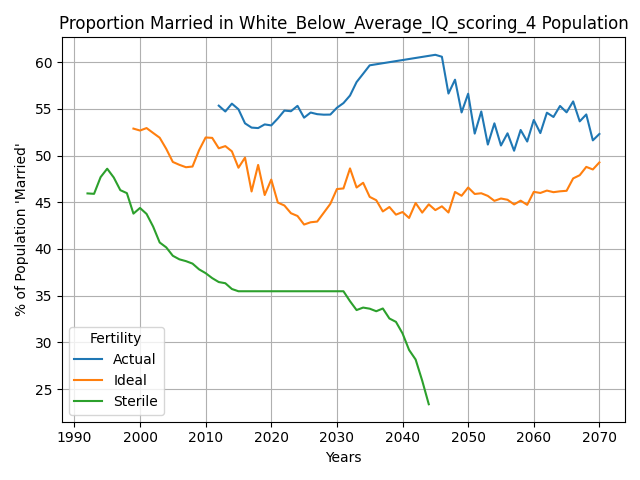 Proportion Married in White_Below_Average_IQ_scoring_4 Population
% of Population 'Married'
60
55
50
45
40
35
30
25
Fertility
Actual
Ideal
Sterile
1990 2000 2010 2020 2030 2040 2050 2060 2070
Years